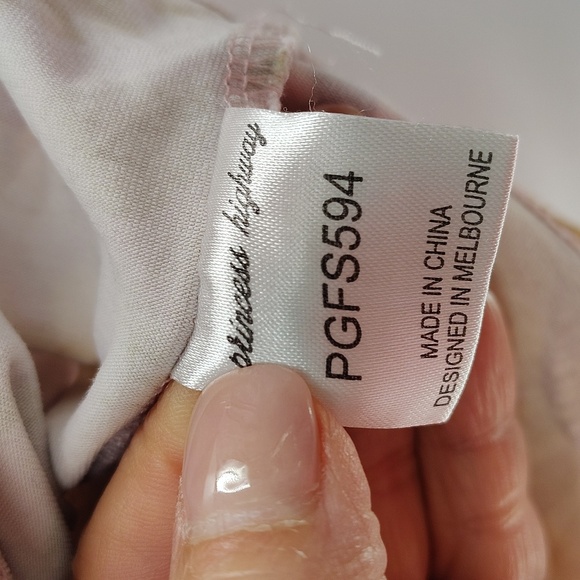 princess highway
PGFS594
MADE IN CHINA
DESIGNED IN MELBOURNE